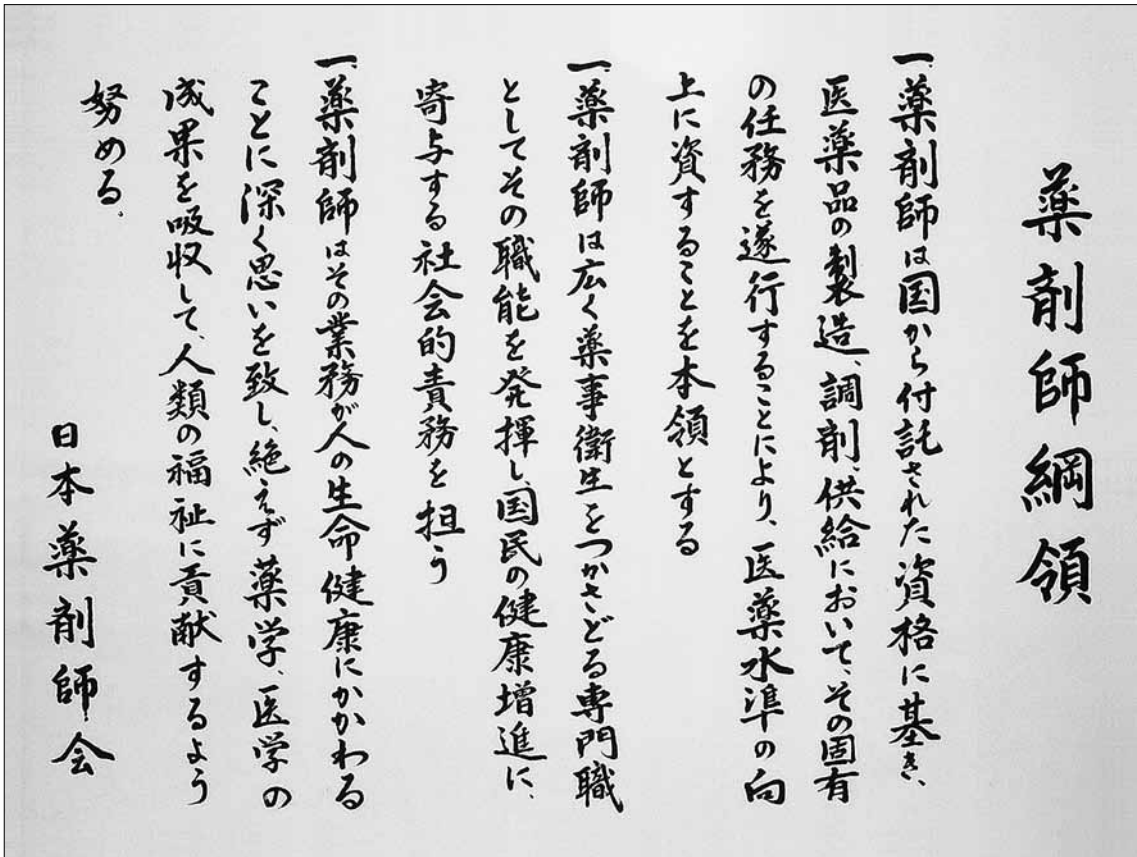 薬剤師綱領
一、薬剤師は国から付託された資格に基き、
医薬品の製造、調剤、供給において、その固有
の任務を遂行することにより、医薬水準の向
上に資することを本領とする
一、薬剤師は広く薬事衛生をつかさどる専門職
としてその職能を発揮し、国民の健康増進に、
寄与する社会的責務を担う
一、薬剤師はその業務が人の生命健康にかかわる
ことに深く思いを致し、絶えず薬学、医学の
成果を吸収して、人類の福祉に貢献するよう
努める。
日本薬剤師会